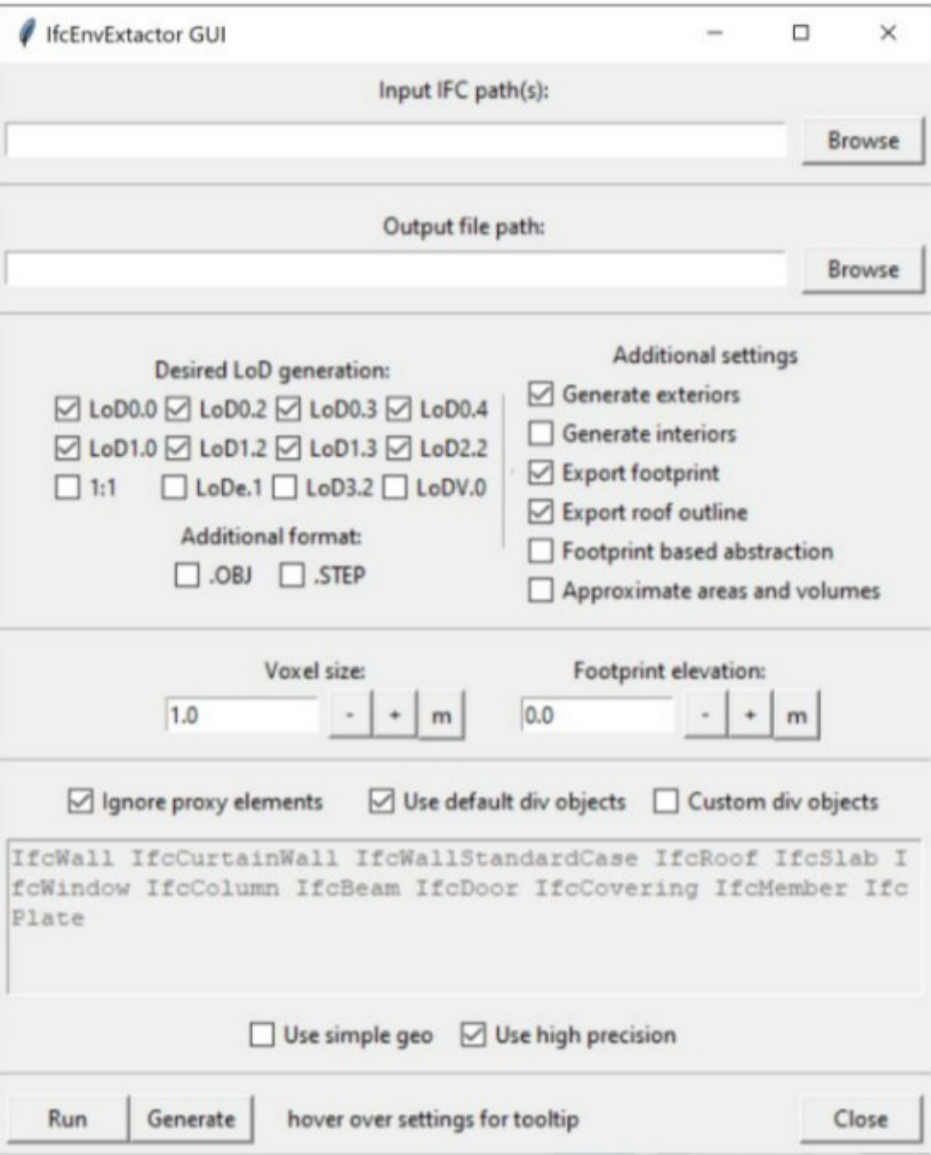 IfcEnvExtactor GUI
Input IFC path(s):
Browse
Output file path:
Browse
Desired LoD generation:
LoD0.0 LoD0.2 LoD0.3 LoD0.4
LoD1.0 LoD1.2 LoD1.3 LoD2.2
1:1 LoDe.1 LoD3.2 LoDV.0
Additional format:
.OBJ .STEP
Additional settings
Generate exteriors
Generate interiors
Export footprint
Export roof outline
Footprint based abstraction
Approximate areas and volumes
Voxel size:
1.0 - + m
Footprint elevation:
0.0 - + m
Ignore proxy elements Use default div objects Custom div objects
IfcWall IfcCurtainWall IfcWallStandardCase IfcRoof IfcSlab I
fcWindow IfcColumn IfcBeam IfcDoor IfcCovering IfcMember Ifc
Plate
Use simple geo Use high precision
Run Generate hover over settings for tooltip Close